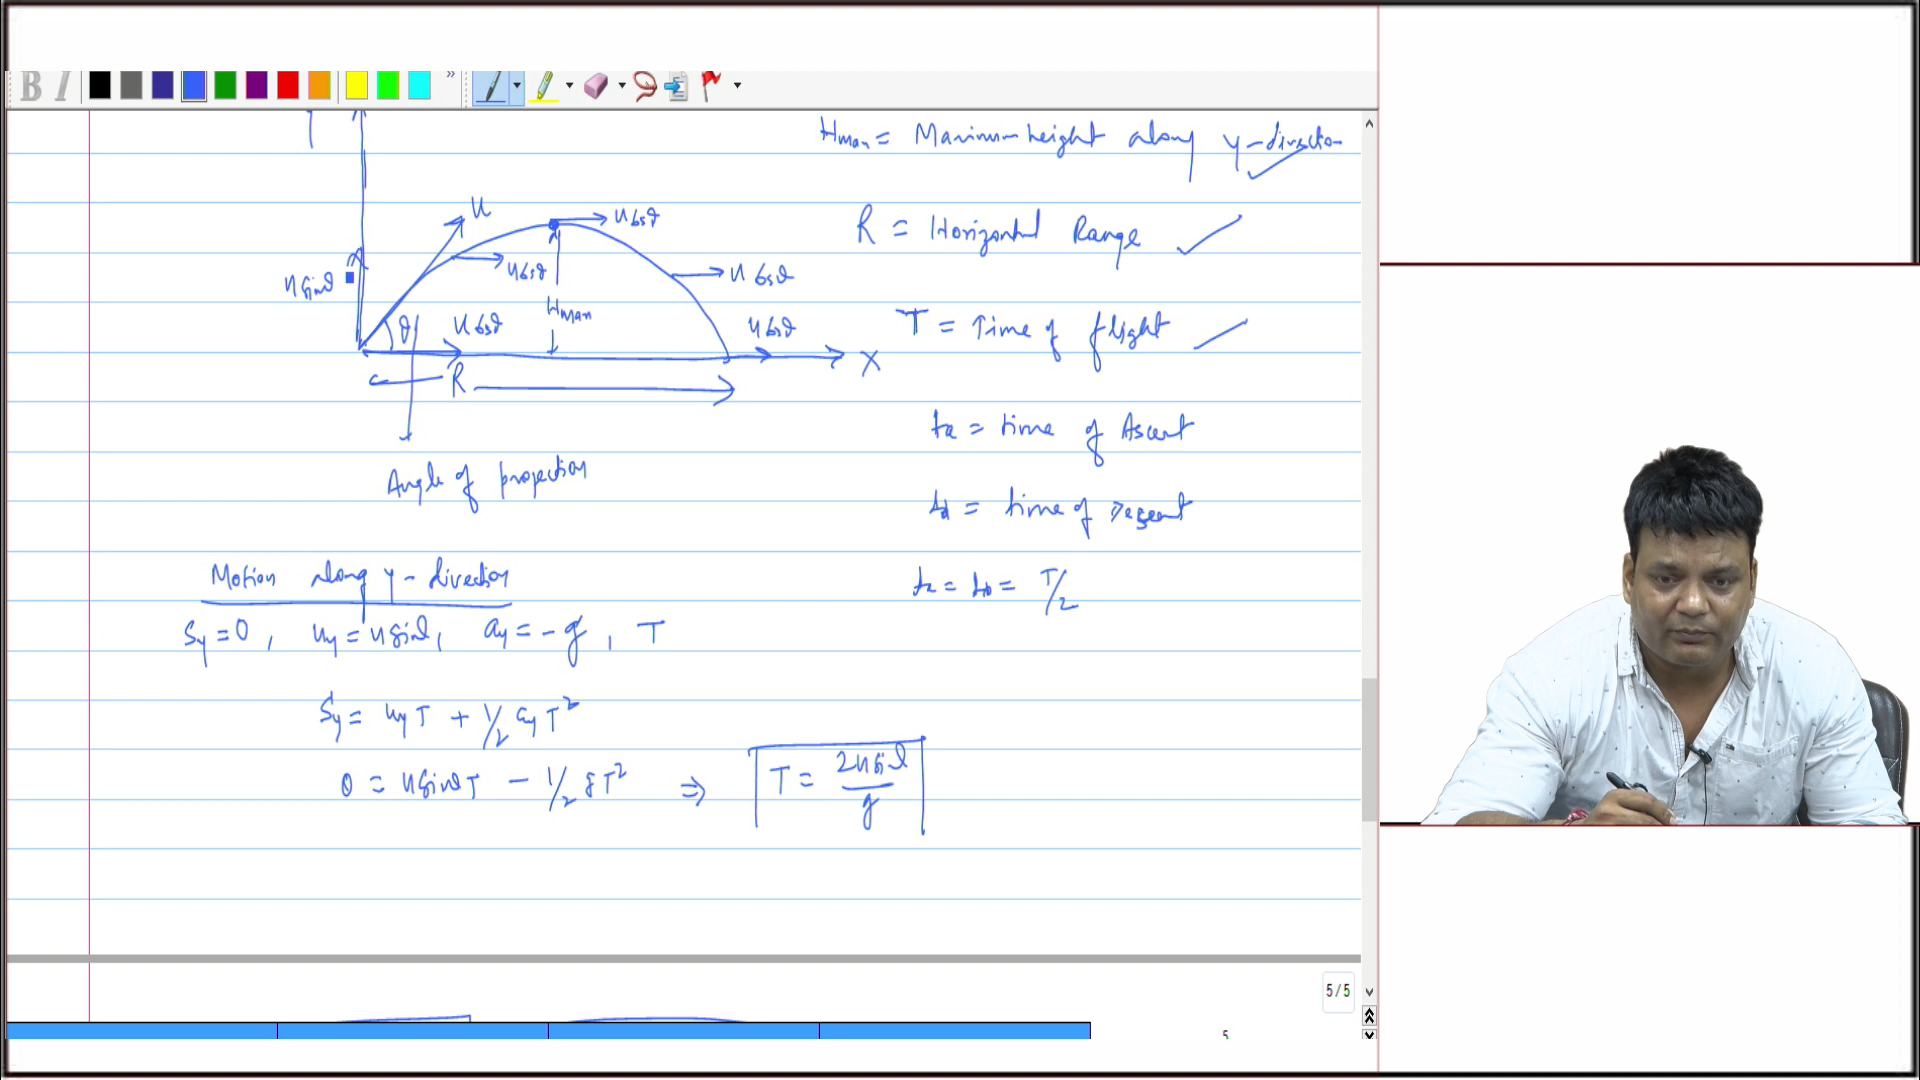 B I
Y
Hmax = Maximum height along y-direction
u
u cosθ
R = Horizontal Range
u cosθ
u cosθ
u sinθ
Hmax
θ
u cosθ
u cosθ
T = Time of flight
X
R
ta = time of Ascent
Angle of projection
td = time of Descent
Motion along y-direction
ta = td = T/2
Sy = 0, uy = u sinθ, ay = -g, T
Sy = uy T + 1/2 ay T²
0 = u sinθ T - 1/2 g T² ⇒ T = 2u sinθ / g
5/5
5